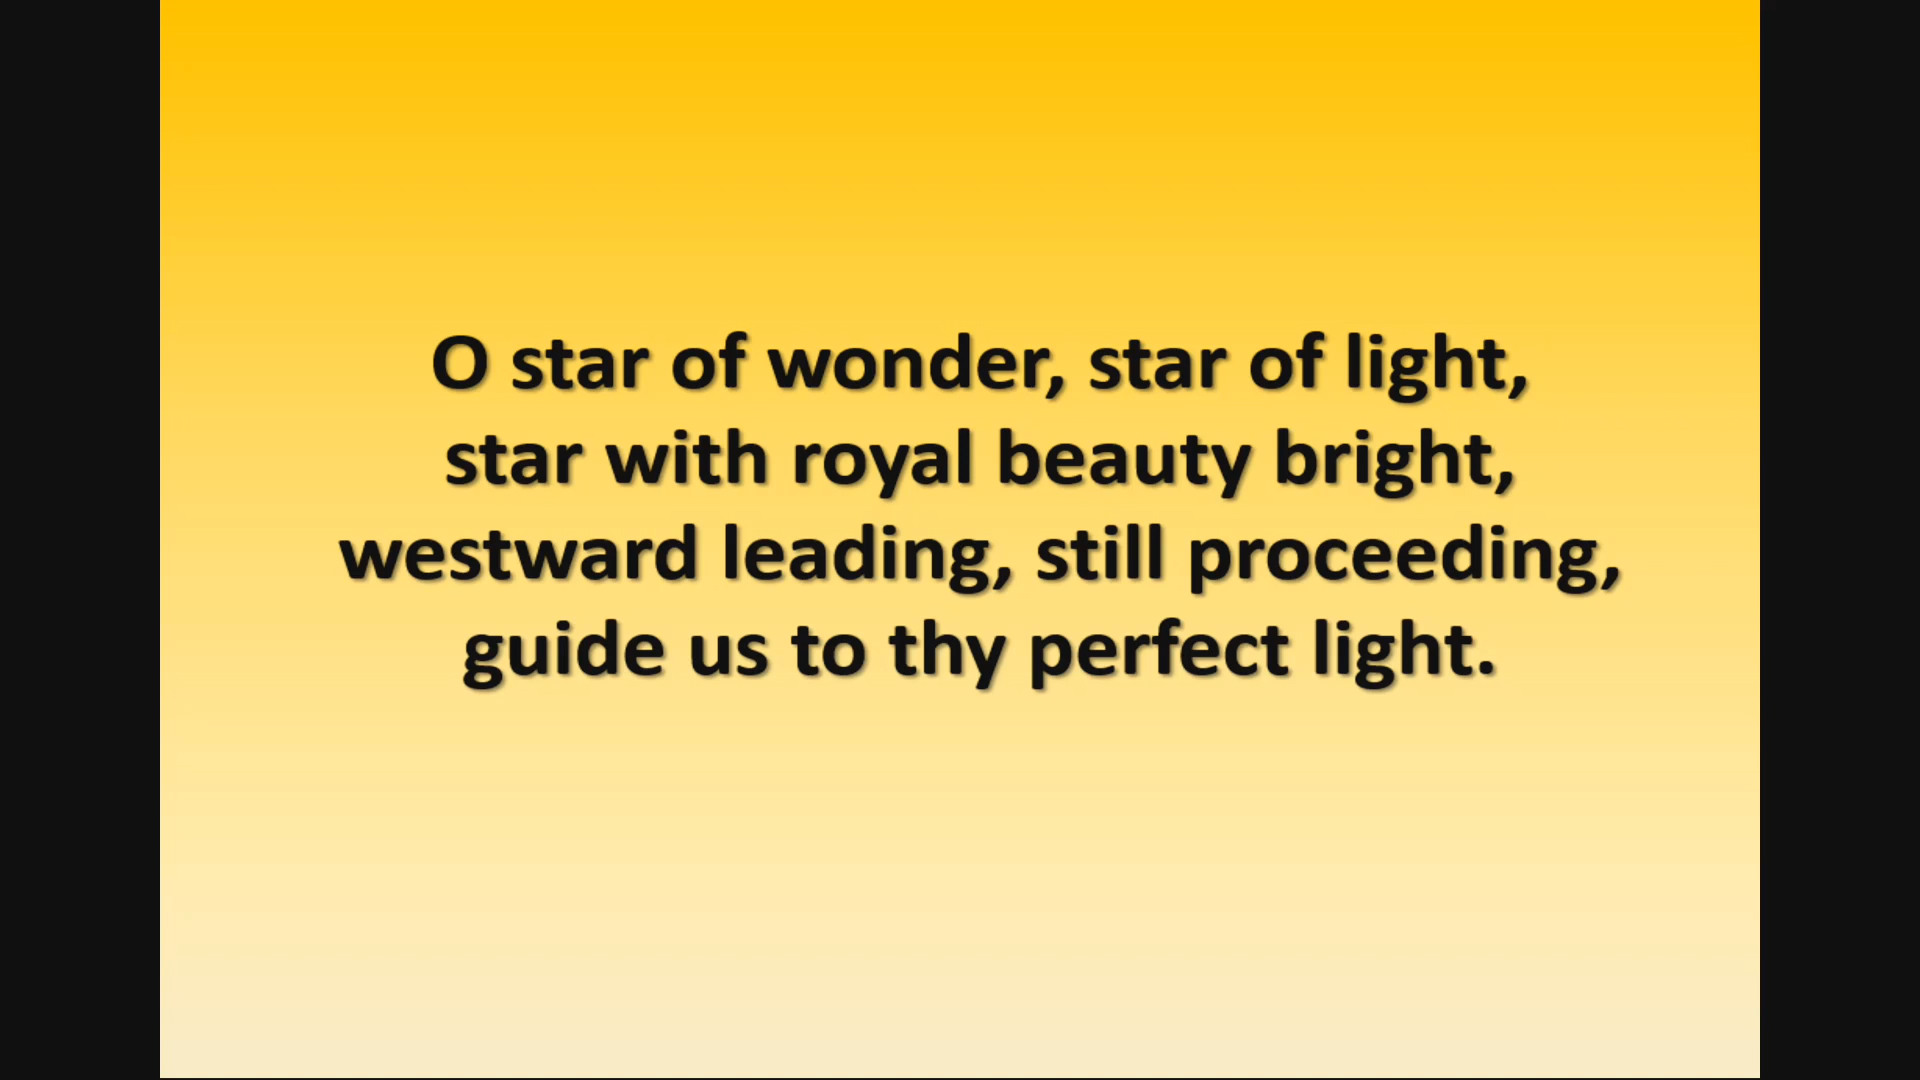 O star of wonder, star of light,
star with royal beauty bright,
westward leading, still proceeding,
guide us to thy perfect light.